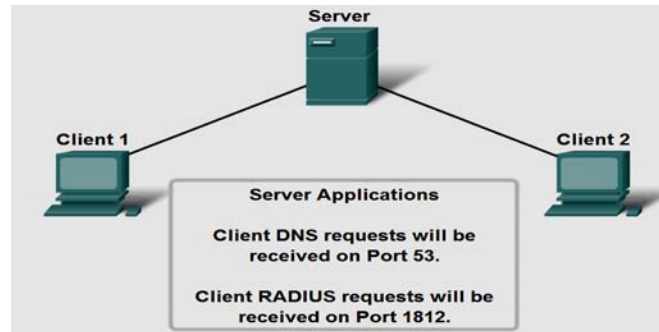 Server
Client 1
Client 2
Server Applications
Client DNS requests will be
received on Port 53.
Client RADIUS requests will be
received on Port 1812.